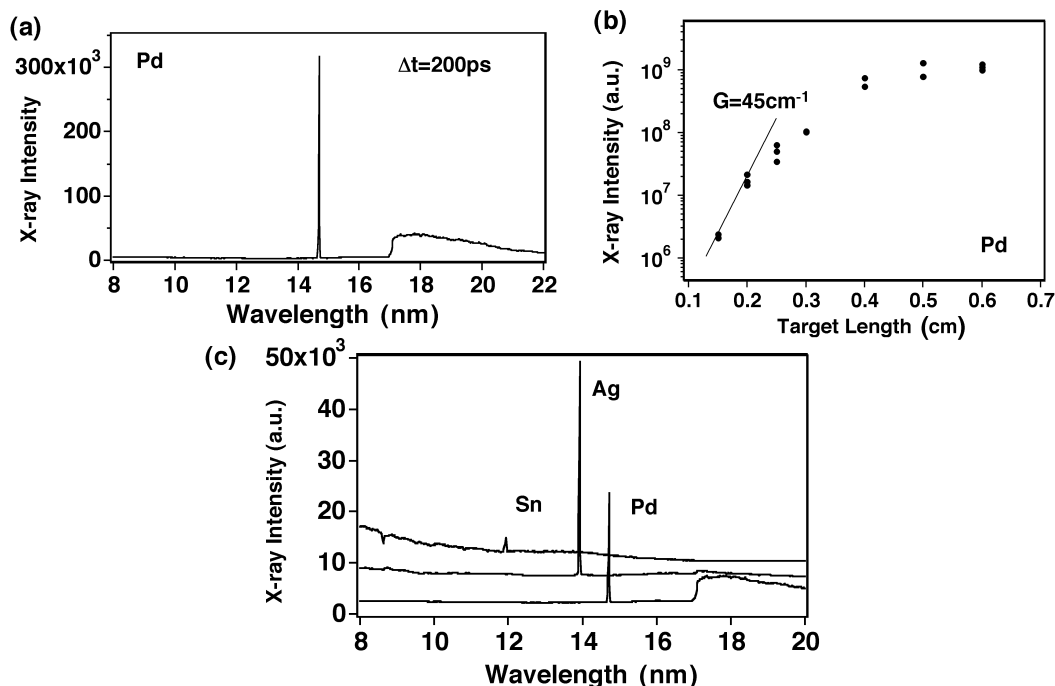 (a)
Pd
Δt=200ps
300x10³
200
100
0
X-ray Intensity
8 10 12 14 16 18 20 22
Wavelength (nm)
(b)
G=45cm⁻¹
Pd
10⁹
10⁸
10⁷
10⁶
X-ray Intensity (a.u.)
0.1 0.2 0.3 0.4 0.5 0.6 0.7
Target Length (cm)
(c)
50x10³
40
30
20
10
0
X-ray Intensity (a.u.)
Ag
Sn
Pd
8 10 12 14 16 18 20
Wavelength (nm)